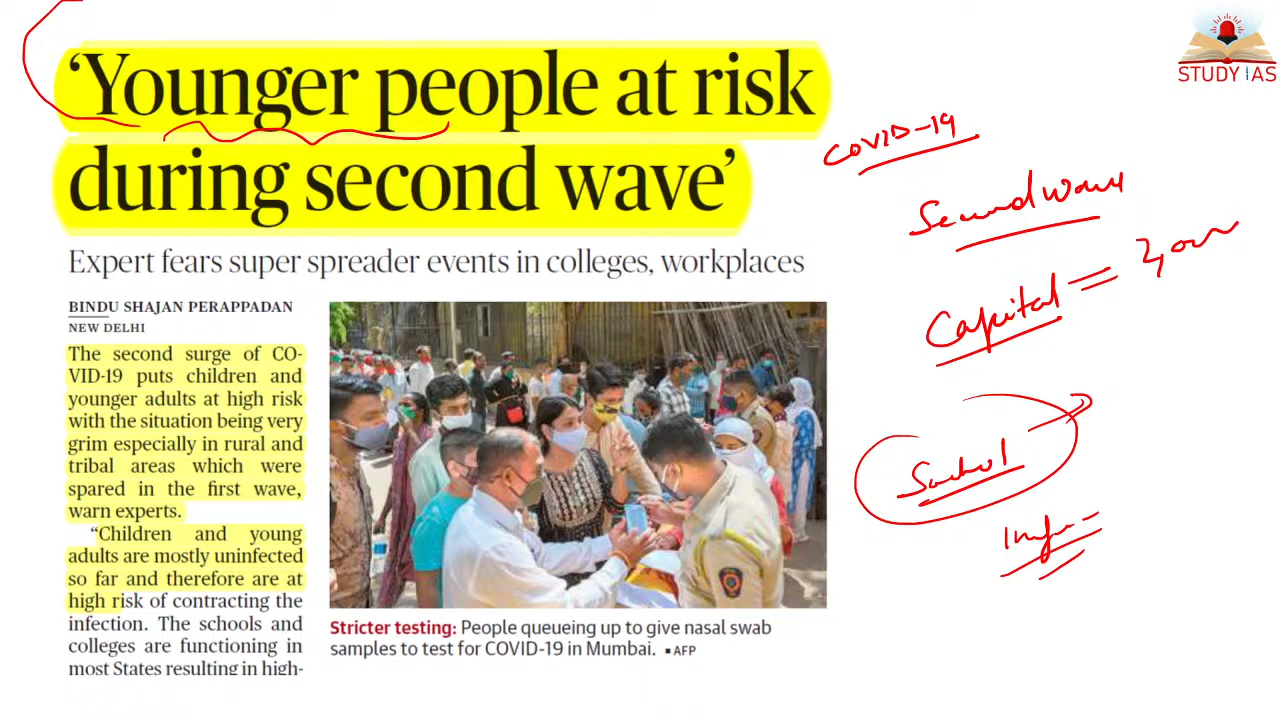 ‘Younger people at risk
during second wave’
Expert fears super spreader events in colleges, workplaces
BINDU SHAJAN PERAPPADAN
NEW DELHI
The second surge of CO-
VID-19 puts children and
younger adults at high risk
with the situation being very
grim especially in rural and
tribal areas which were
spared in the first wave,
warn experts.
“Children and young
adults are mostly uninfected
so far and therefore are at
high risk of contracting the
infection. The schools and
colleges are functioning in
most States resulting in high-
Stricter testing: People queueing up to give nasal swab
samples to test for COVID-19 in Mumbai. ■ AFP
STUDY IAS
COVID-19
Second wave
Capital =